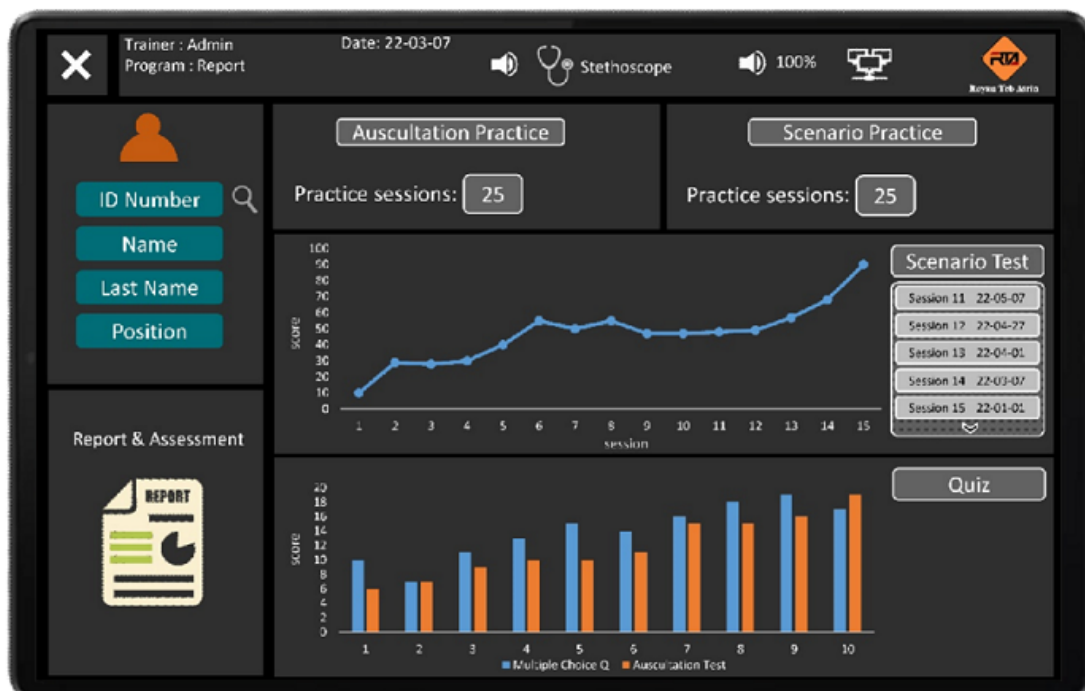 Trainer : Admin
Program : Report
Date: 22-03-07
Stethoscope
100%
RTA
Rayan Teb Azin
ID Number
Name
Last Name
Position
Report & Assessment
REPORT
Auscultation Practice
Practice sessions: 25
Scenario Practice
Practice sessions: 25
100
90
80
70
60
50
40
30
20
10
0
score
1 2 3 4 5 6 7 8 9 10 11 12 13 14 15
session
Scenario Test
Session 11 22-05-07
Session 12 22-04-27
Session 13 22-04-01
Session 14 22-03-07
Session 15 22-01-01
20
18
16
14
12
10
8
6
4
2
0
score
1 2 3 4 5 6 7 8 9 10
Multiple Choice Q Auscultation Test
Quiz